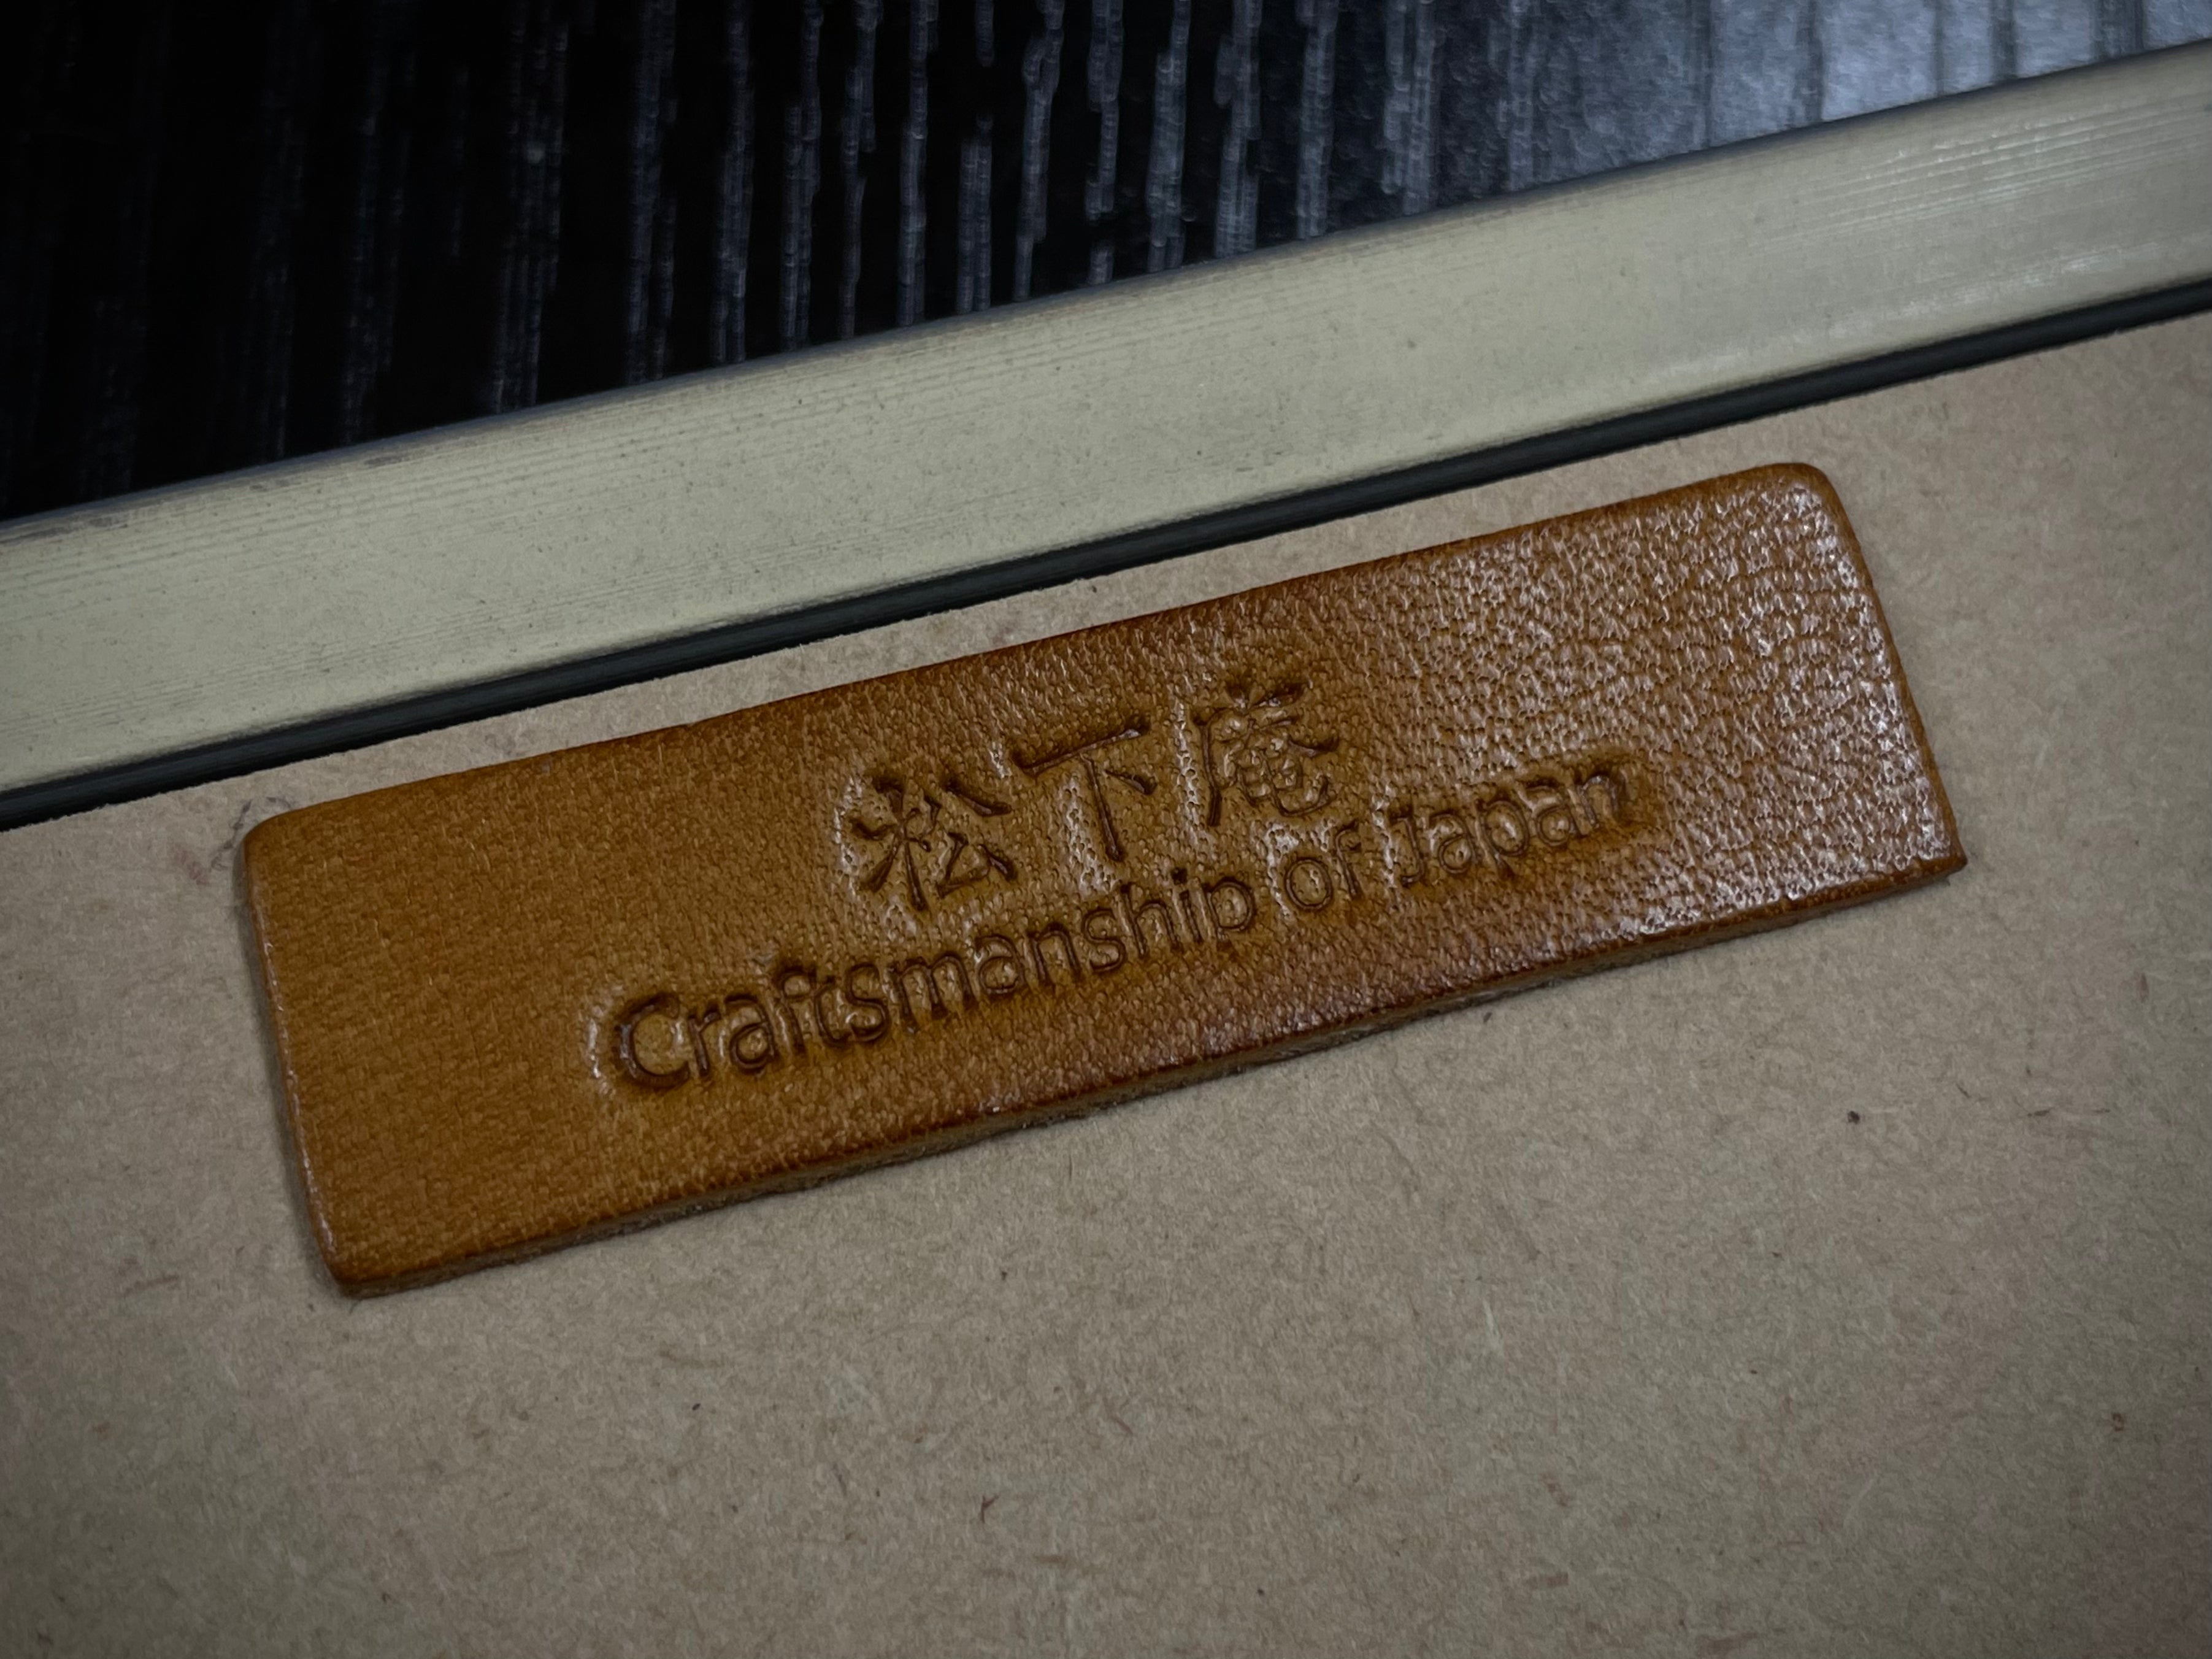 松下庵
Craftsmanship of Japan